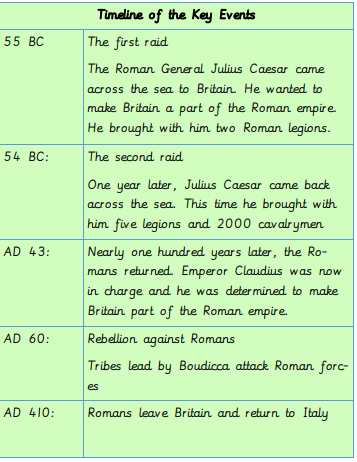 Timeline of the Key Events
55 BC
The first raid
The Roman General Julius Caesar came
across the sea to Britain. He wanted to
make Britain a part of the Roman empire.
He brought with him two Roman legions.
54 BC:
The second raid
One year later, Julius Caesar came back
across the sea. This time he brought with
him five legions and 2000 cavalrymen
AD 43:
Nearly one hundred years later, the Ro-
mans returned. Emperor Claudius was now
in charge and he was determined to make
Britain part of the Roman empire.
AD 60:
Rebellion against Romans
Tribes lead by Boudicca attack Roman forc-
es
AD 410:
Romans leave Britain and return to Italy